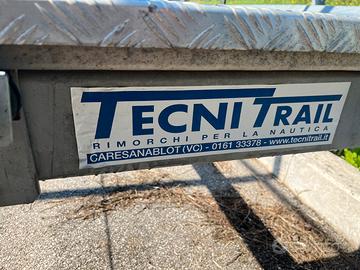 TECNITRAIL
RIMORCHI PER LA NAUTICA
CARESANABLOT (VC) - 0161 33378 - www.tecnitrail.it